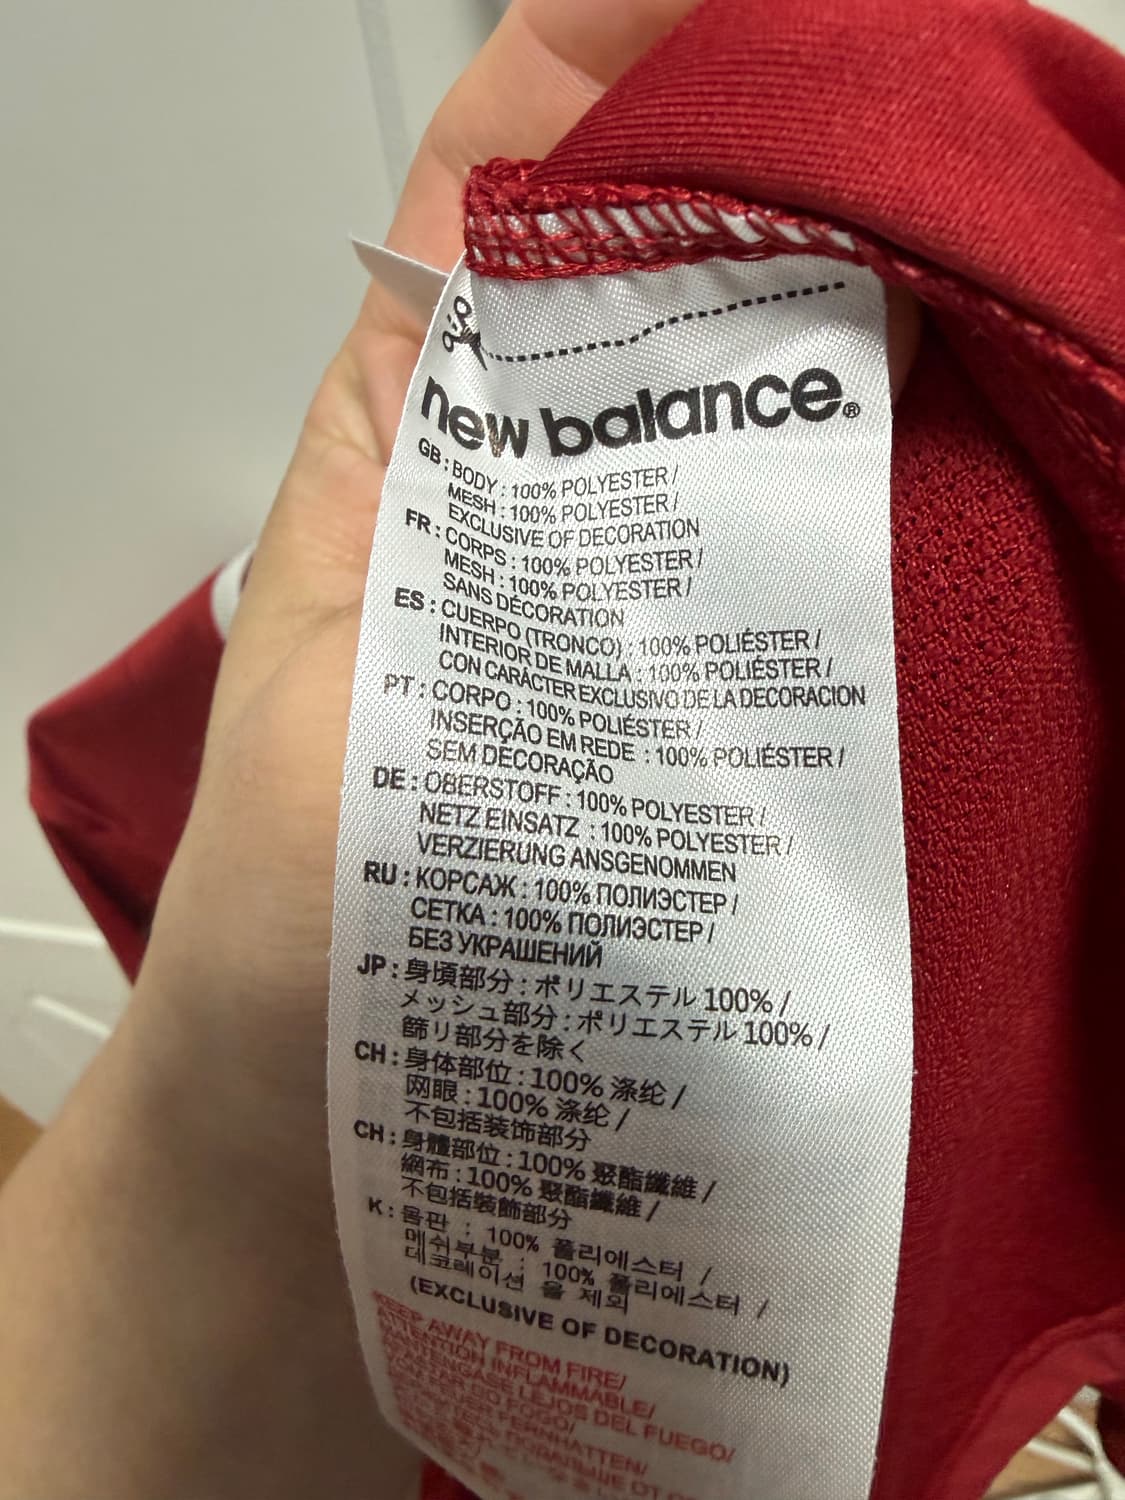 new balance®
GB : BODY : 100% POLYESTER /
MESH : 100% POLYESTER /
EXCLUSIVE OF DECORATION
FR : CORPS : 100% POLYESTER /
MESH : 100% POLYESTER /
SANS DÉCORATION
ES : CUERPO (TRONCO) : 100% POLIÉSTER /
INTERIOR DE MALLA : 100% POLIÉSTER /
CON CARÁCTER EXCLUSIVO DE LA DECORACION
PT : CORPO : 100% POLIÉSTER /
INSERÇÃO EM REDE : 100% POLIÉSTER /
SEM DECORAÇÃO
DE : OBERSTOFF : 100% POLYESTER /
NETZ EINSATZ : 100% POLYESTER /
VERZIERUNG ANSGENOMMEN
RU : КОРСАЖ : 100% ПОЛИЭСТЕР /
СЕТКА : 100% ПОЛИЭСТЕР /
БЕЗ УКРАШЕНИЙ
JP : 身頃部分 : ポリエステル 100% /
メッシュ部分 : ポリエステル 100% /
飾り部分を除く
CH : 身体部位 : 100% 涤纶 /
网眼 : 100% 涤纶 /
不包括装饰部分
CH : 身體部位 : 100% 聚酯纖維 /
網布 : 100% 聚酯纖維 /
不包括裝飾部分
K : 몸판 : 100% 폴리에스터 /
메쉬부분 : 100% 폴리에스터 /
데코레이션 을 제외
(EXCLUSIVE OF DECORATION)
KEEP AWAY FROM FIRE/
ATTENTION INFLAMMABLE/
MANTENGASE LEJOS DEL FUEGO/
DO FOGO/
FERNHALTEN/
ОТ